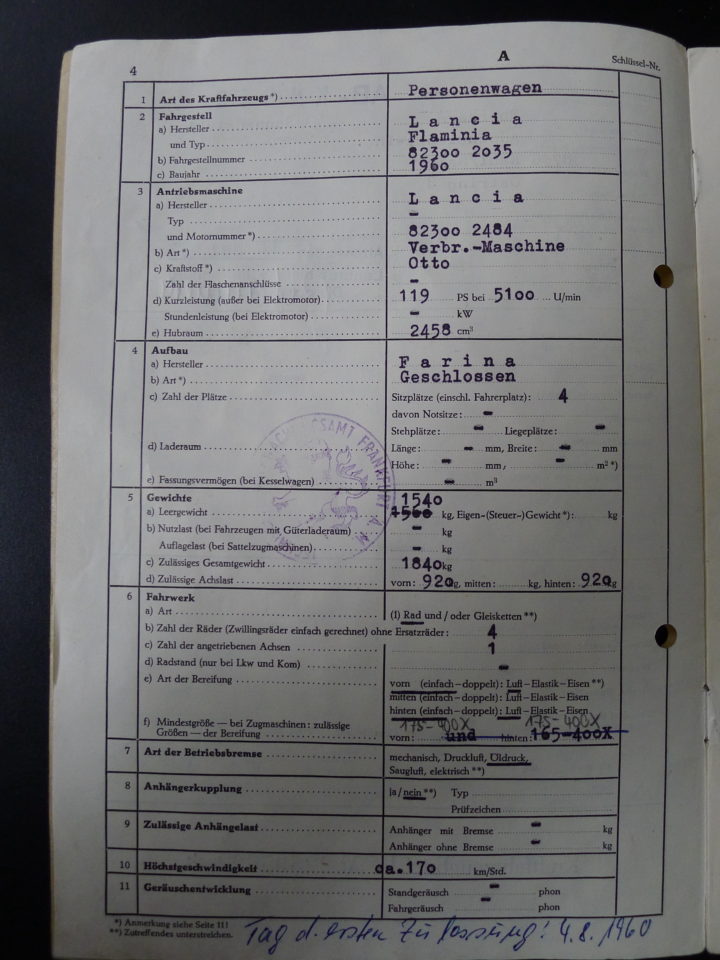 4
A
Schlüssel-Nr.
1 Art des Kraftfahrzeugs *) Personenwagen
2 Fahrgestell
a) Hersteller Lancia
und Typ Flaminia
b) Fahrgestellnummer 82300 2035
c) Baujahr 1960
3 Antriebsmaschine
a) Hersteller Lancia
Typ -
und Motornummer *) 82300 2484
b) Art *) Verbr.-Maschine
c) Kraftstoff *) Otto
Zahl der Flaschenanschlüsse -
d) Kurzleistung (außer bei Elektromotor) 119 PS bei 5100 U/min
Stundenleistung (bei Elektromotor) - kW
e) Hubraum 2458 cm³
4 Aufbau
a) Hersteller Farina
b) Art *) Geschlossen
c) Zahl der Plätze Sitzplätze (einschl. Fahrerplatz): 4
davon Notsitze: -
Stehplätze: - Liegeplätze: -
d) Laderaum Länge: - mm, Breite: - mm
Höhe: - mm, - m² *)
e) Fassungsvermögen (bei Kesselwagen) - m³
5 Gewichte 1540
a) Leergewicht 1560 kg, Eigen-(Steuer-)Gewicht *): kg
b) Nutzlast (bei Fahrzeugen mit Güterladeraum) - kg
Auflagelast (bei Sattelzugmaschinen) - kg
c) Zulässiges Gesamtgewicht 1840 kg
d) Zulässige Achslast vorn: 920 kg, mitten: kg, hinten: 920 kg
6 Fahrwerk
a) Art (1) Rad und / oder Gleisketten **)
b) Zahl der Räder (Zwillingsräder einfach gerechnet) ohne Ersatzräder: 4
c) Zahl der angetriebenen Achsen 1
d) Radstand (nur bei Lkw und Kom) -
e) Art der Bereifung vorn (einfach-doppelt): Luft-Elastik-Eisen **)
mitten (einfach-doppelt): Luft-Elastik-Eisen
hinten (einfach-doppelt): Luft-Elastik-Eisen
175-400X 175-400X
f) Mindestgröße — bei Zugmaschinen: zulässige
Größen — der Bereifung vorn: und hinten: 165-400X
7 Art der Betriebsbremse mechanisch, Druckluft, Öldruck,
Saugluft, elektrisch **)
8 Anhängerkupplung ja / nein **) Typ
Prüfzeichen
9 Zulässige Anhängelast Anhänger mit Bremse - kg
Anhänger ohne Bremse - kg
10 Höchstgeschwindigkeit ca. 170 km/Std.
11 Geräuschentwicklung Standgeräusch - phon
Fahrgeräusch - phon
*) Anmerkung siehe Seite 11!
**) Zutreffendes unterstreichen.
Tag d. ersten Zulassung: 4.8.1960
FRANKFURT A.M.